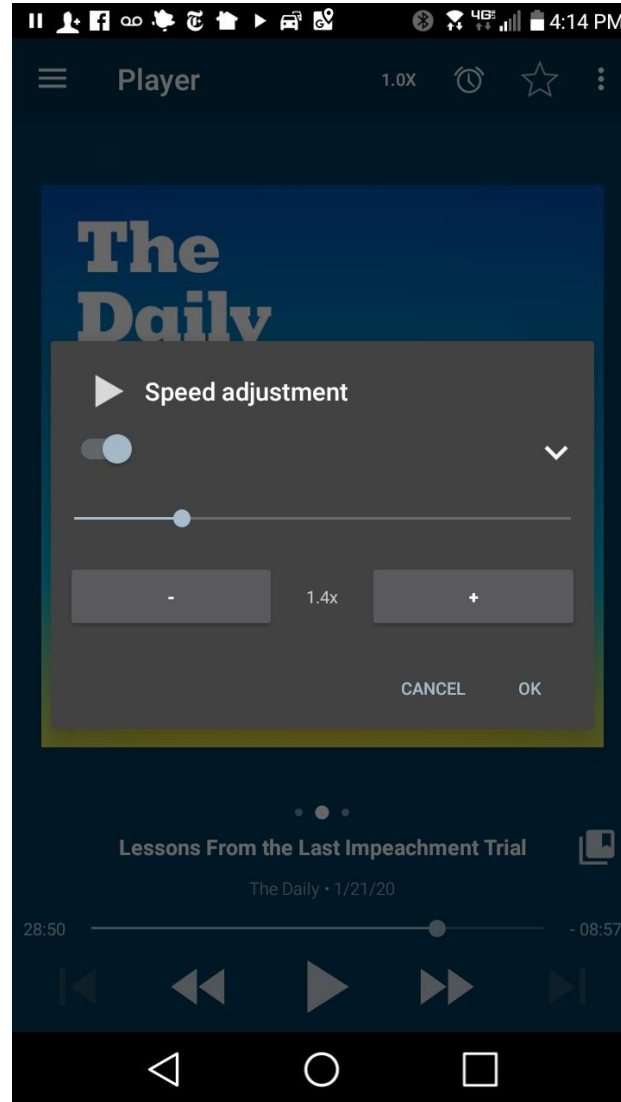 4G
4:14 PM
Player
1.0X
The
Daily
Speed adjustment
-
1.4x
+
CANCEL
OK
Lessons From the Last Impeachment Trial
The Daily • 1/21/20
28:50
- 08:57